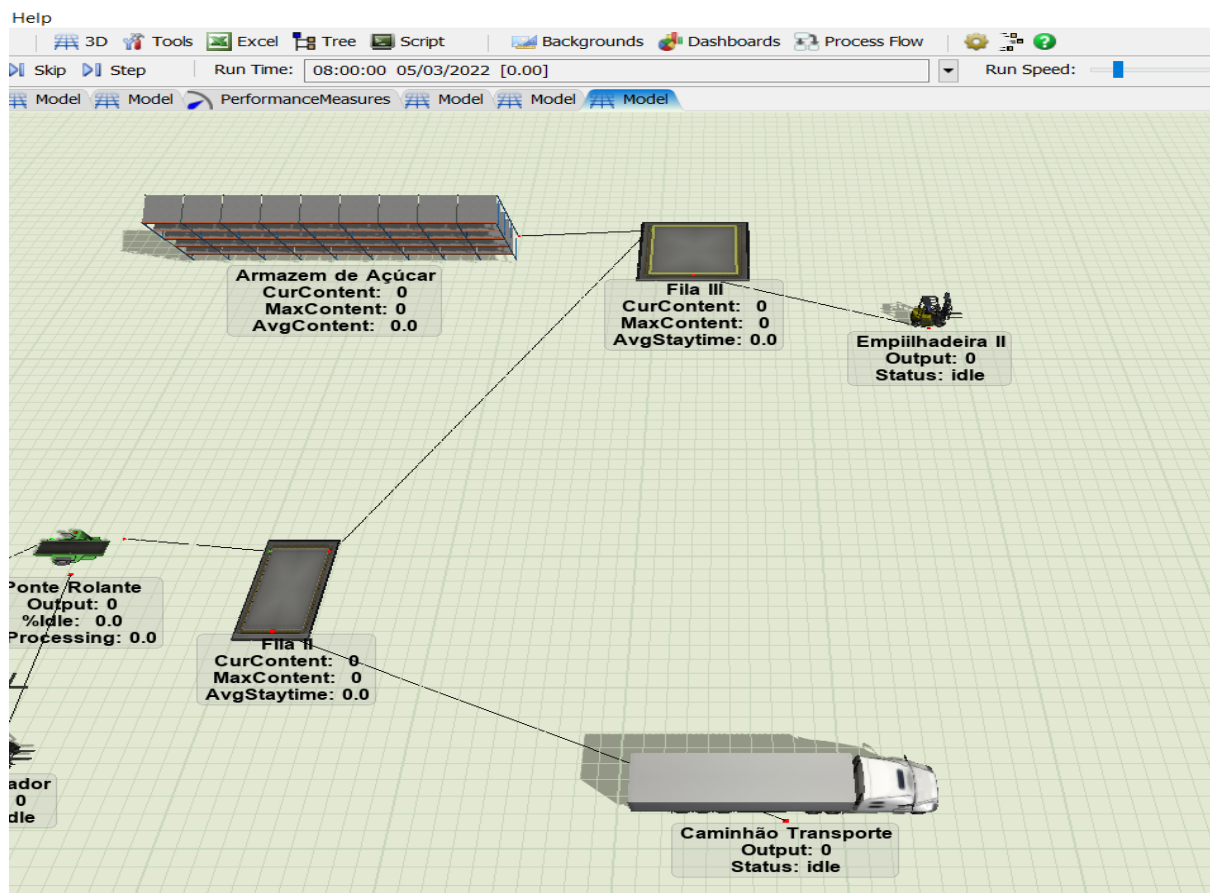 Help
3D Tools Excel Tree Script Backgrounds Dashboards Process Flow
Skip Step Run Time: 08:00:00 05/03/2022 [0.00] Run Speed:
Model Model PerformanceMeasures Model Model Model
Armazem de Açúcar
CurContent: 0
MaxContent: 0
AvgContent: 0.0
Fila III
CurContent: 0
MaxContent: 0
AvgStaytime: 0.0
Empiilhadeira II
Output: 0
Status: idle
Ponte Rolante
Output: 0
%Idle: 0.0
Processing: 0.0
Fila II
CurContent: 0
MaxContent: 0
AvgStaytime: 0.0
ador
0
dle
Caminhão Transporte
Output: 0
Status: idle